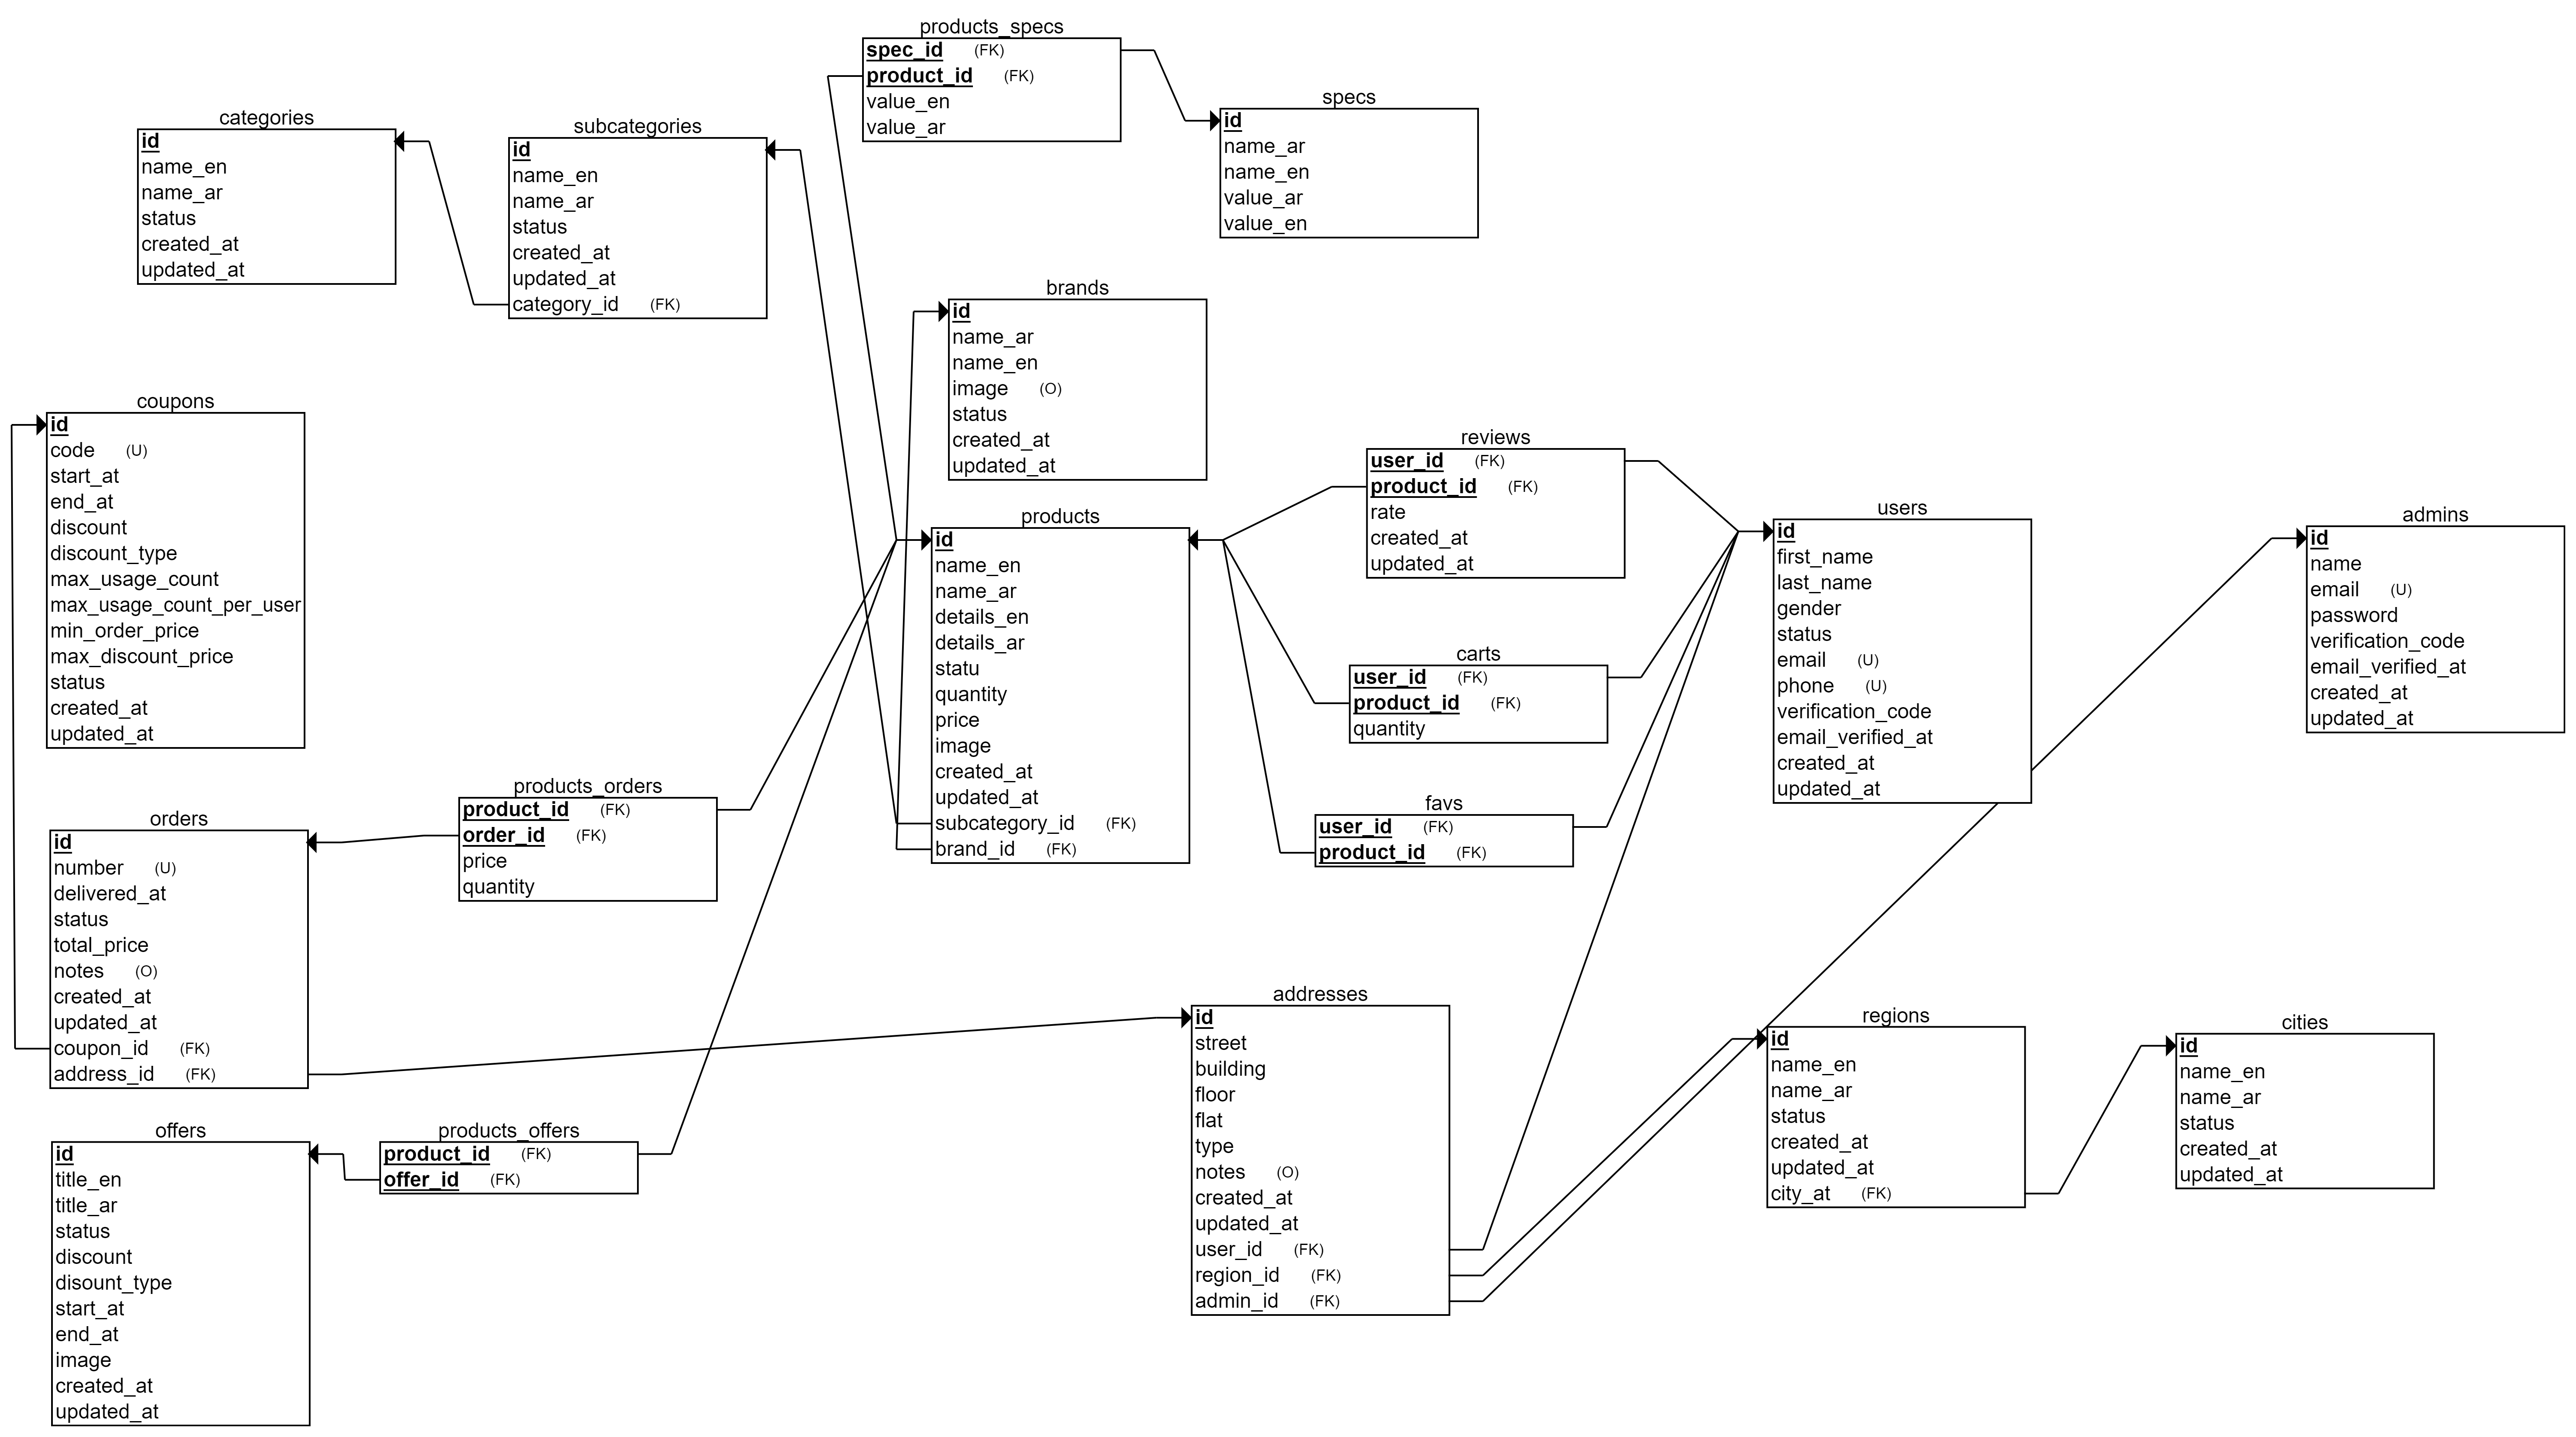 products_specs
spec_id (FK)
product_id (FK)
value_en
value_ar
specs
id
name_ar
name_en
value_ar
value_en
categories
id
name_en
name_ar
status
created_at
updated_at
subcategories
id
name_en
name_ar
status
created_at
updated_at
category_id (FK)
brands
id
name_ar
name_en
image (O)
status
created_at
updated_at
coupons
id
code (U)
start_at
end_at
discount
discount_type
max_usage_count
max_usage_count_per_user
min_order_price
max_discount_price
status
created_at
updated_at
reviews
user_id (FK)
product_id (FK)
rate
created_at
updated_at
users
id
first_name
last_name
gender
status
email (U)
phone (U)
verification_code
email_verified_at
created_at
updated_at
admins
id
name
email (U)
password
verification_code
email_verified_at
created_at
updated_at
products
id
name_en
name_ar
details_en
details_ar
statu
quantity
price
image
created_at
updated_at
subcategory_id (FK)
brand_id (FK)
carts
user_id (FK)
product_id (FK)
quantity
favs
user_id (FK)
product_id (FK)
products_orders
product_id (FK)
order_id (FK)
price
quantity
orders
id
number (U)
delivered_at
status
total_price
notes (O)
created_at
updated_at
coupon_id (FK)
address_id (FK)
addresses
id
street
building
floor
flat
type
notes (O)
created_at
updated_at
user_id (FK)
region_id (FK)
admin_id (FK)
regions
id
name_en
name_ar
status
created_at
updated_at
city_at (FK)
cities
id
name_en
name_ar
status
created_at
updated_at
offers
id
title_en
title_ar
status
discount
disount_type
start_at
end_at
image
created_at
updated_at
products_offers
product_id (FK)
offer_id (FK)